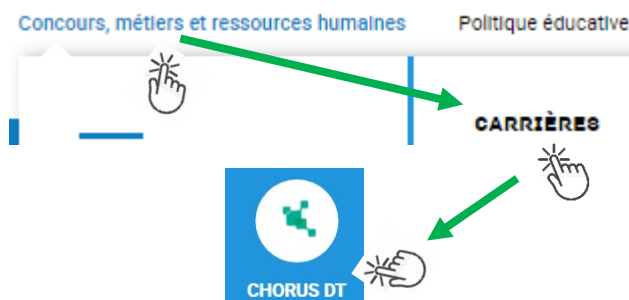 Concours, métiers et ressources humaines Politique éducative
CARRIÈRES
CHORUS DT